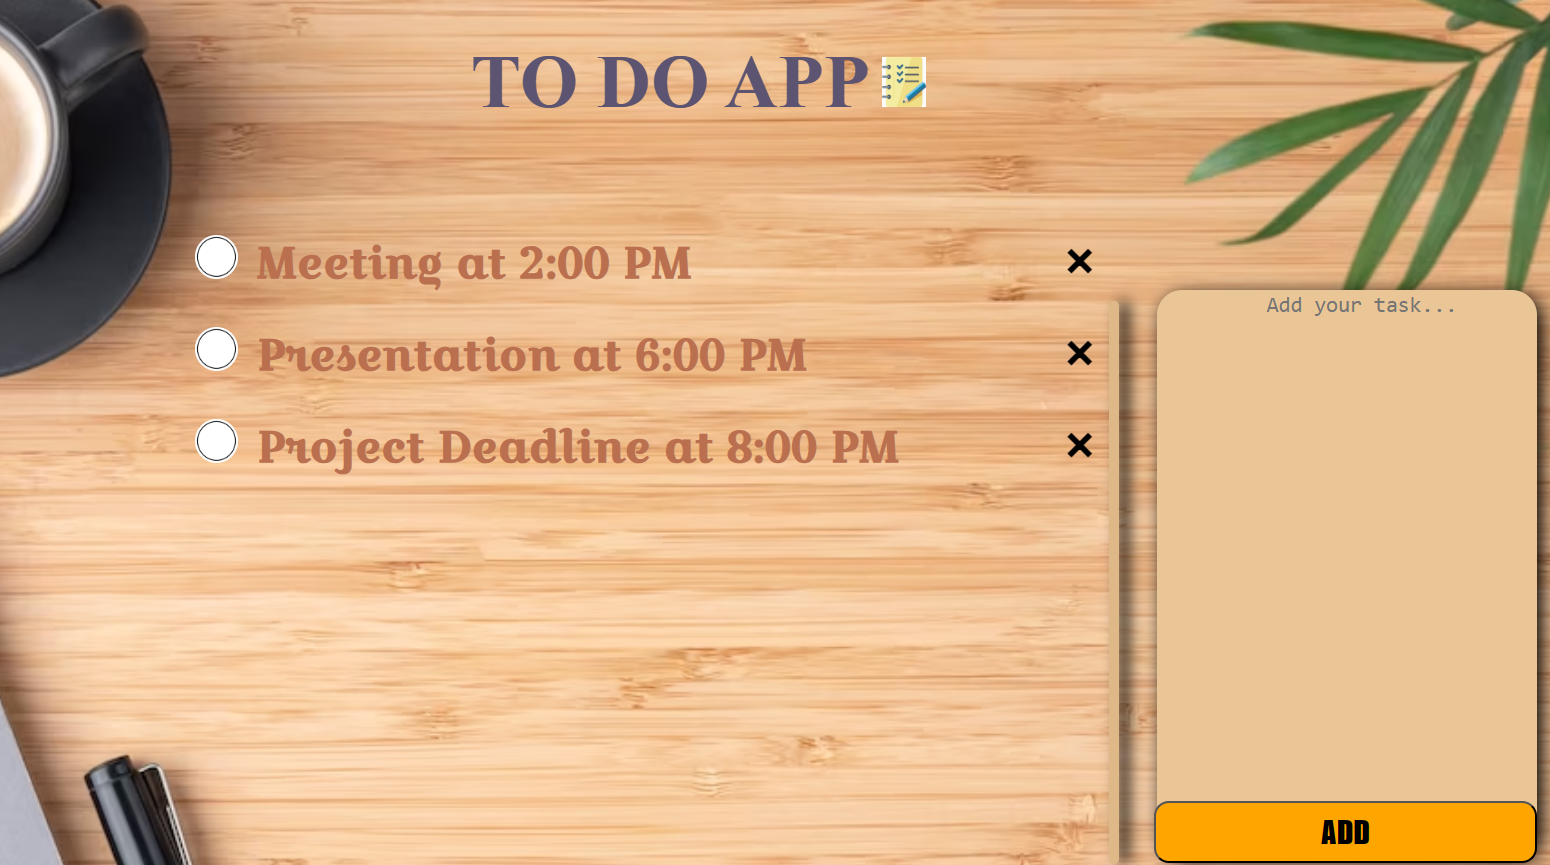 TO DO APP
Meeting at 2:00 PM
Presentation at 6:00 PM
Project Deadline at 8:00 PM
Add your task...
ADD